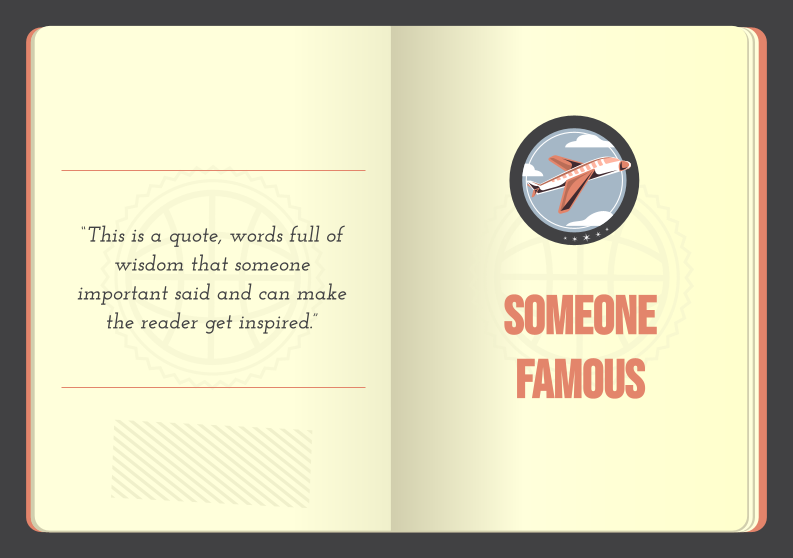 “This is a quote, words full of
wisdom that someone
important said and can make
the reader get inspired.”
SOMEONE
FAMOUS